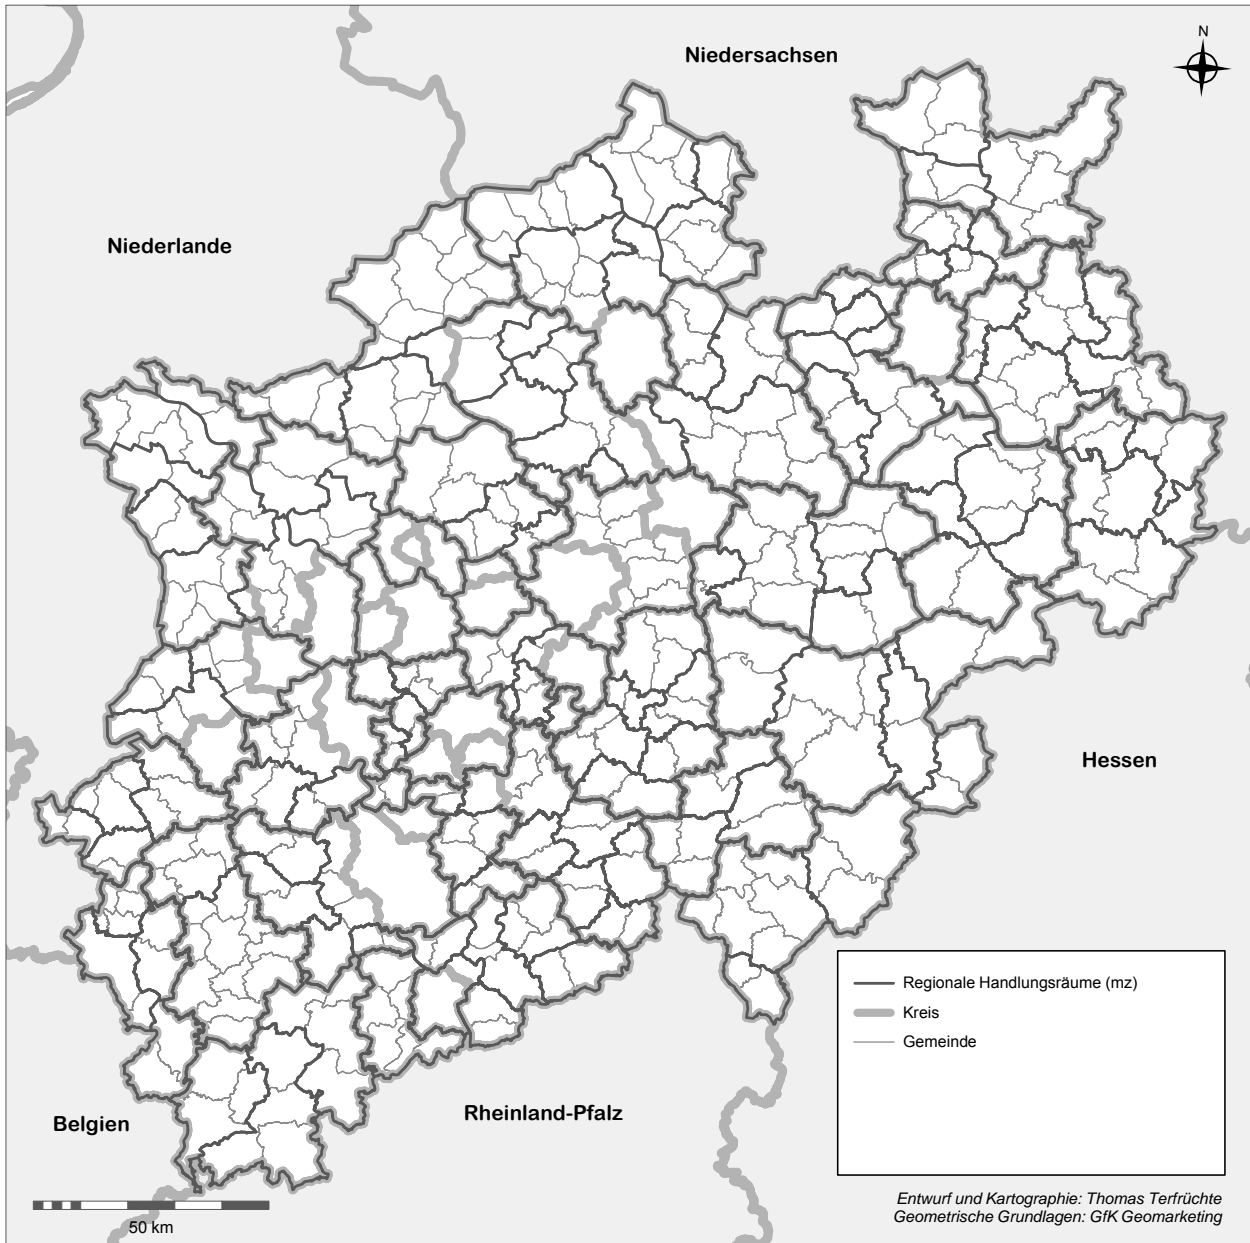 N
Niedersachsen
Niederlande
Hessen
Regionale Handlungsräume (mz)
Kreis
Gemeinde
Belgien
Rheinland-Pfalz
50 km
Entwurf und Kartographie: Thomas Terfrüchte
Geometrische Grundlagen: GfK Geomarketing